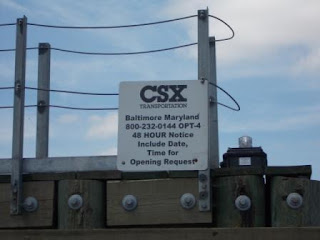 CSX
TRANSPORTATION
Baltimore Maryland
800-232-0144 OPT-4
48 HOUR Notice
Include Date,
Time for
Opening Request